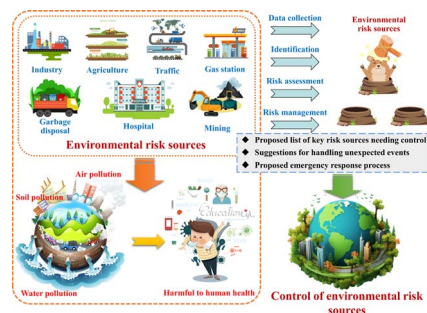 Industry
Agriculture
Traffic
Gas station
Garbage
disposal
Hospital
Mining
Environmental risk sources
Data collection
Identification
Risk assessment
Risk management
Environmental
risk sources
◆ Proposed list of key risk sources needing control
◆ Suggestions for handling unexpected events
◆ Proposed emergency response process
Air pollution
Soil pollution
Water pollution
Education
Harmful to human health
Control of environmental risk
sources